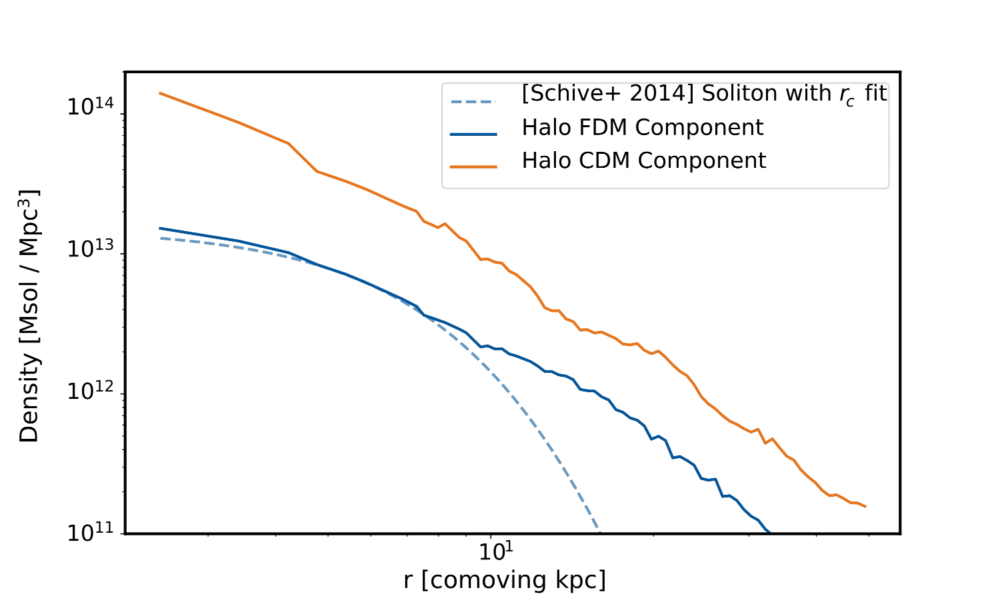 [Schive+ 2014] Soliton with r_c fit
Halo FDM Component
Halo CDM Component
10^14
10^13
10^12
10^11
Density [Msol / Mpc^3]
10^1
r [comoving kpc]